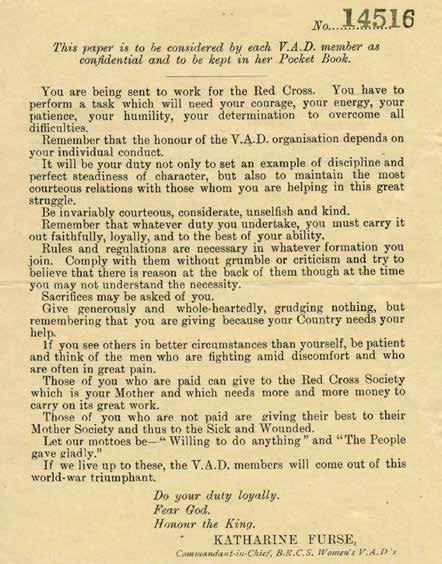 No. 14516
This paper is to be considered by each V.A.D. member as
confidential and to be kept in her Pocket Book.
You are being sent to work for the Red Cross. You have to
perform a task which will need your courage, your energy, your
patience, your humility, your determination to overcome all
difficulties.
Remember that the honour of the V.A.D. organisation depends on
your individual conduct.
It will be your duty not only to set an example of discipline and
perfect steadiness of character, but also to maintain the most
courteous relations with those whom you are helping in this great
struggle.
Be invariably courteous, considerate, unselfish and kind.
Remember that whatever duty you undertake, you must carry it
out faithfully, loyally, and to the best of your ability.
Rules and regulations are necessary in whatever formation you
join. Comply with them without grumble or criticism and try to
believe that there is reason at the back of them though at the time
you may not understand the necessity.
Sacrifices may be asked of you.
Give generously and whole-heartedly, grudging nothing, but
remembering that you are giving because your Country needs your
help.
If you see others in better circumstances than yourself, be patient
and think of the men who are fighting amid discomfort and who
are often in great pain.
Those of you who are paid can give to the Red Cross Society
which is your Mother and which needs more and more money to
carry on its great work.
Those of you who are not paid are giving their best to their
Mother Society and thus to the Sick and Wounded.
Let our mottoes be—"Willing to do anything" and "The People
gave gladly."
If we live up to these, the V.A.D. members will come out of this
world-war triumphant.
Do your duty loyally.
Fear God.
Honour the King.
KATHARINE FURSE,
Commandant-in-Chief, B.R.C.S. Women's V.A.D's